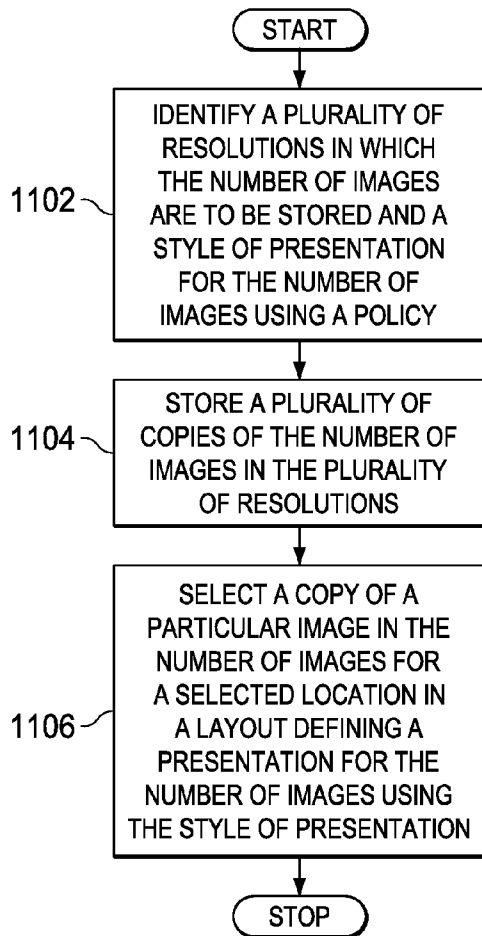 START
IDENTIFY A PLURALITY OF
RESOLUTIONS IN WHICH
THE NUMBER OF IMAGES
ARE TO BE STORED AND A
STYLE OF PRESENTATION
FOR THE NUMBER OF
IMAGES USING A POLICY
1102
STORE A PLURALITY OF
COPIES OF THE NUMBER OF
IMAGES IN THE PLURALITY
OF RESOLUTIONS
1104
SELECT A COPY OF A
PARTICULAR IMAGE IN THE
NUMBER OF IMAGES FOR
A SELECTED LOCATION IN
A LAYOUT DEFINING A
PRESENTATION FOR THE
NUMBER OF IMAGES USING
THE STYLE OF PRESENTATION
1106
STOP